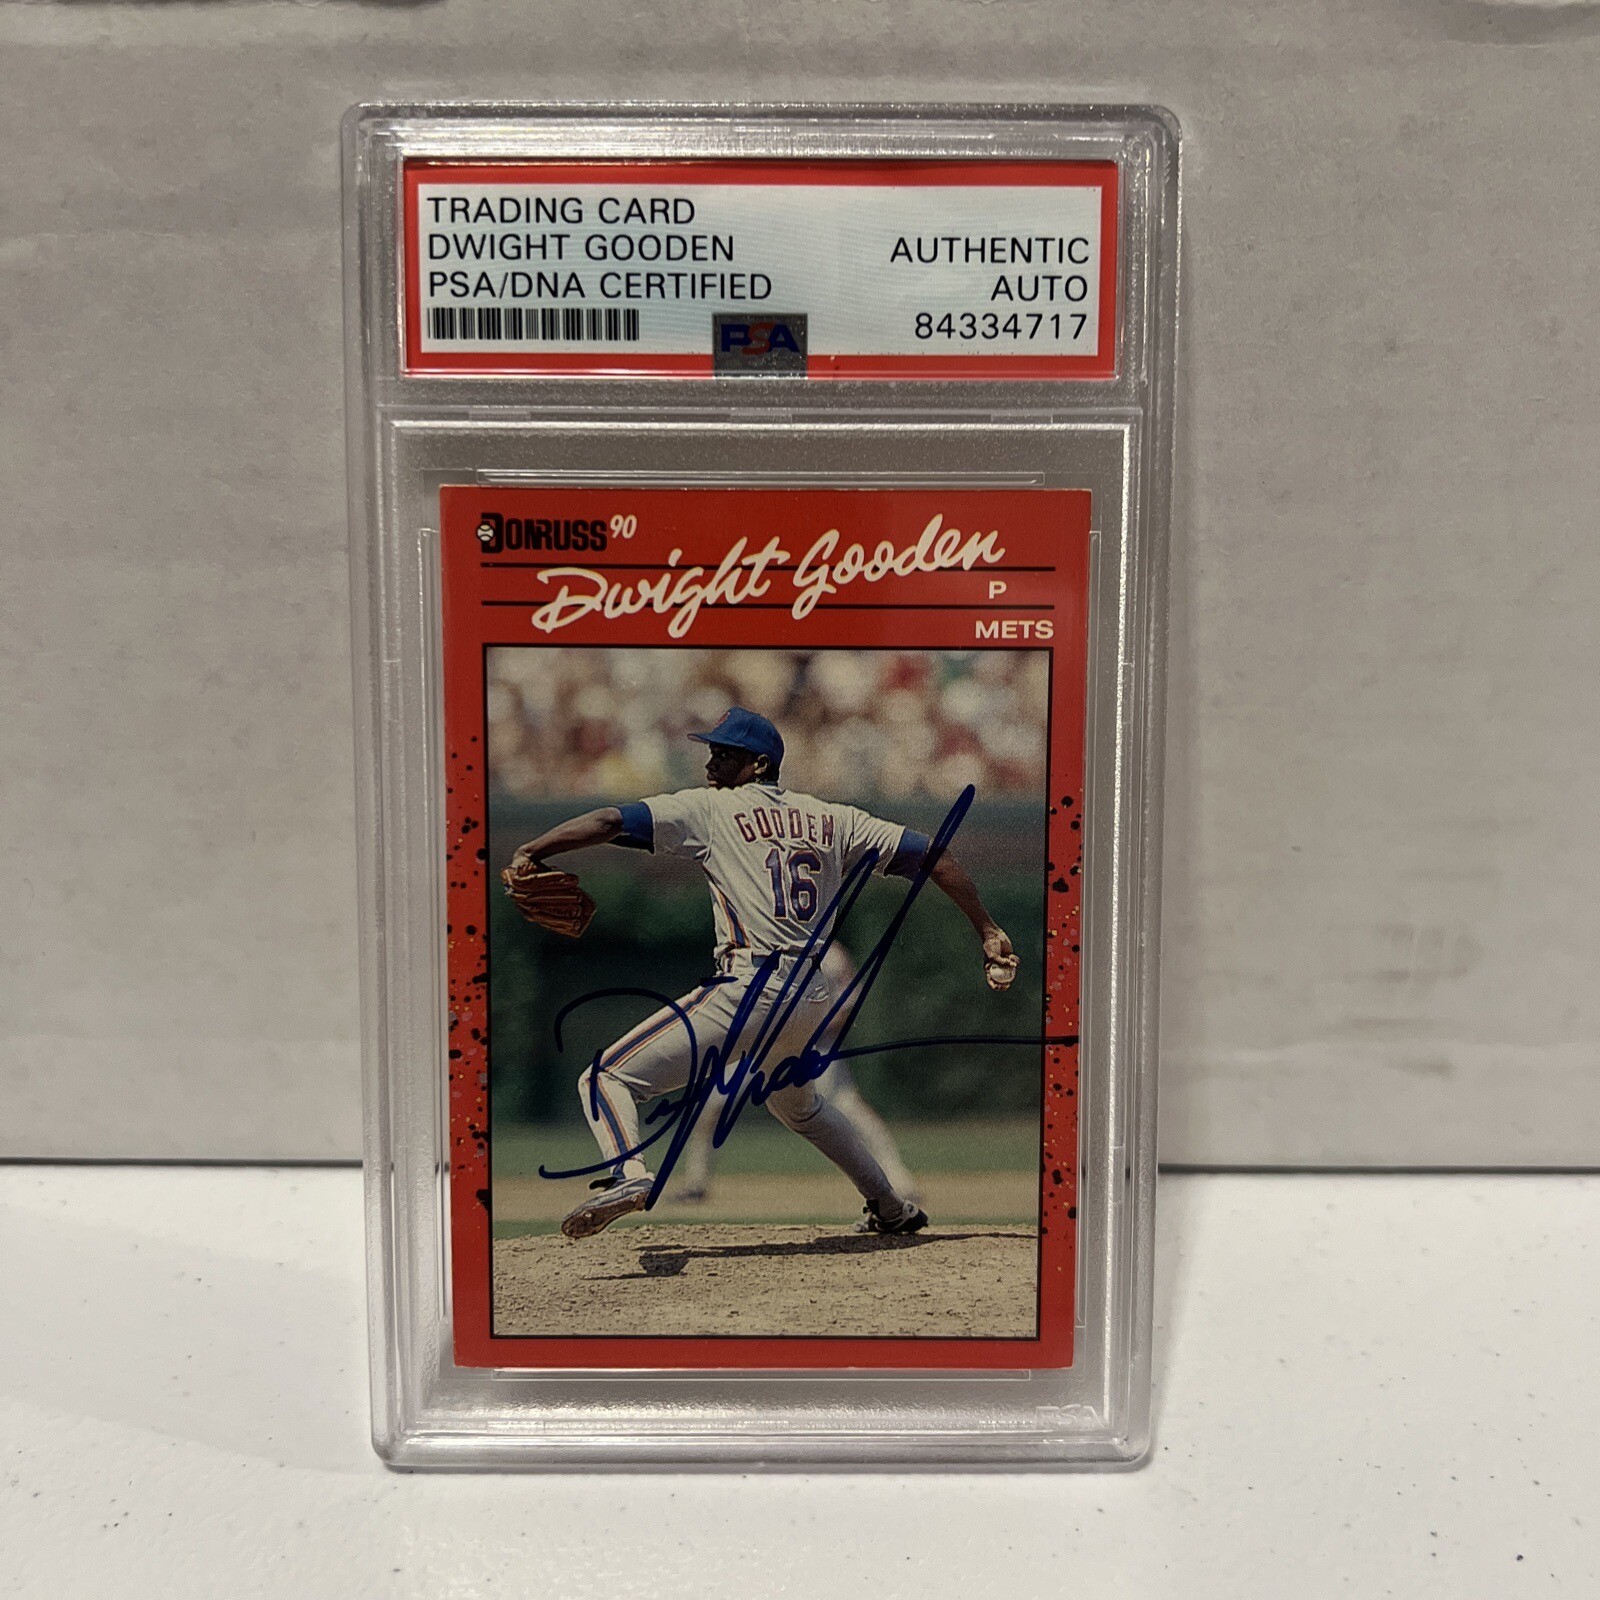 TRADING CARD
DWIGHT GOODEN
PSA/DNA CERTIFIED
AUTHENTIC
AUTO
84334717
PSA
DONRUSS 90
Dwight Gooden
P
METS
GOODEN
16
PSA